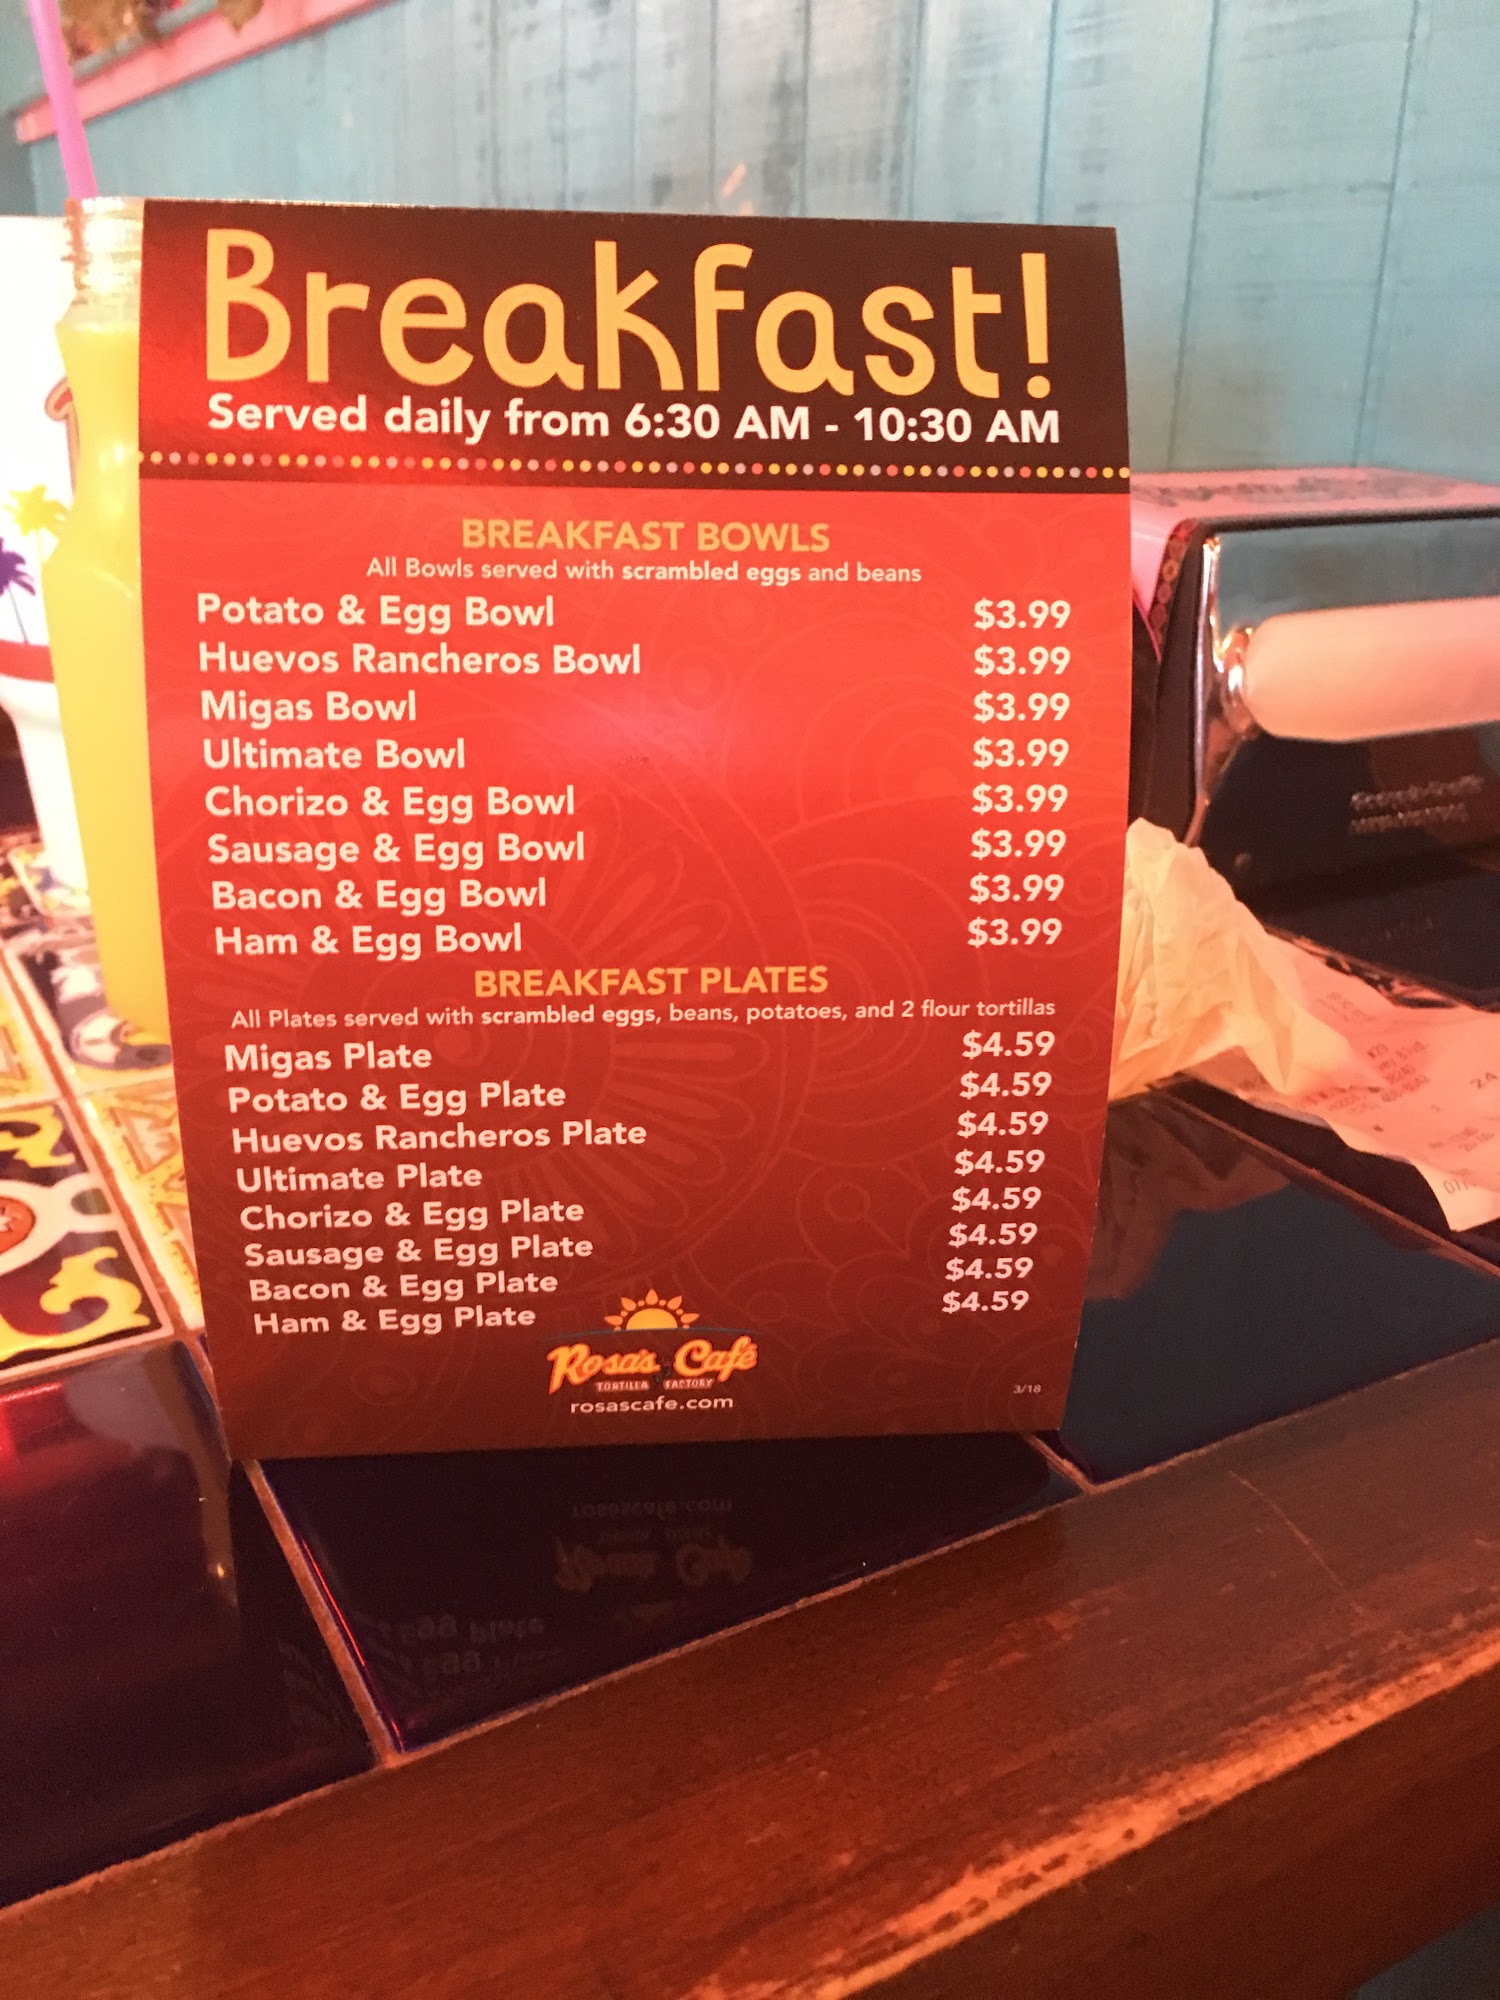 Breakfast!
Served daily from 6:30 AM - 10:30 AM
BREAKFAST BOWLS
All Bowls served with scrambled eggs and beans
Potato & Egg Bowl $3.99
Huevos Rancheros Bowl $3.99
Migas Bowl $3.99
Ultimate Bowl $3.99
Chorizo & Egg Bowl $3.99
Sausage & Egg Bowl $3.99
Bacon & Egg Bowl $3.99
Ham & Egg Bowl $3.99
BREAKFAST PLATES
All Plates served with scrambled eggs, beans, potatoes, and 2 flour tortillas
Migas Plate $4.59
Potato & Egg Plate $4.59
Huevos Rancheros Plate $4.59
Ultimate Plate $4.59
Chorizo & Egg Plate $4.59
Sausage & Egg Plate $4.59
Bacon & Egg Plate $4.59
Ham & Egg Plate $4.59
Rosa's Café
TORTILLA FACTORY
rosascafe.com
3/18